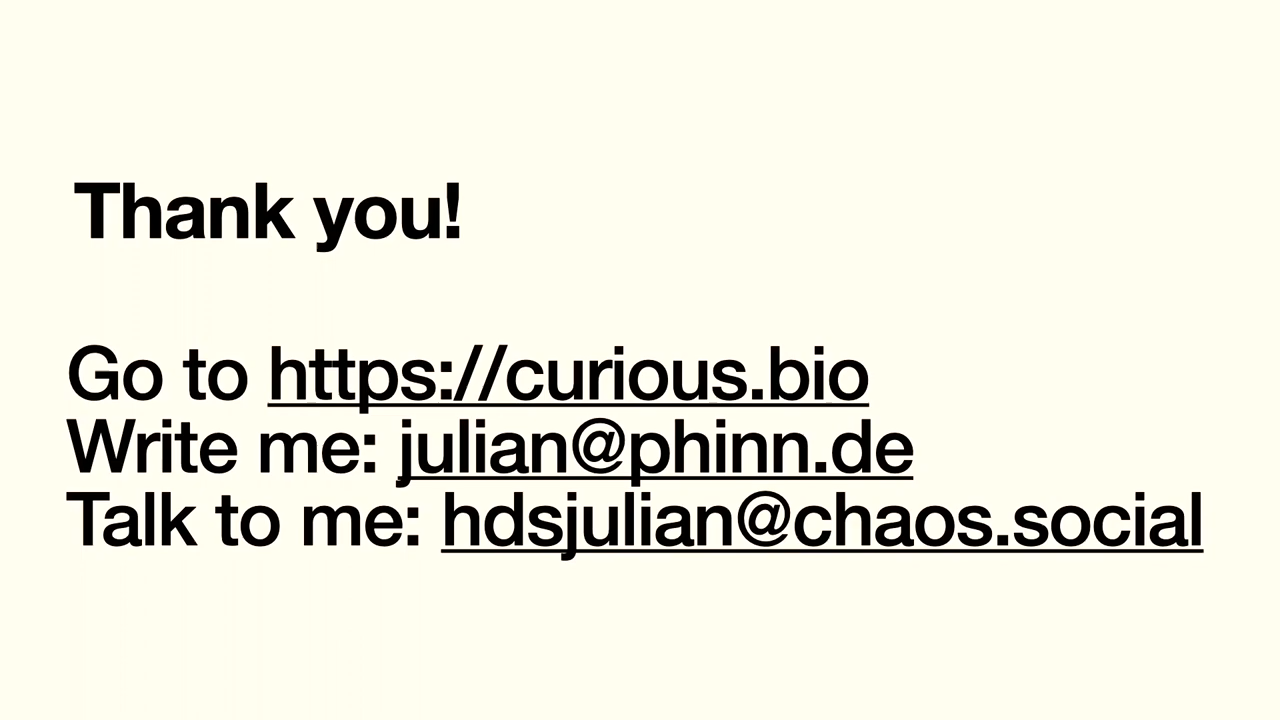 Thank you!
Go to https://curious.bio
Write me: julian@phinn.de
Talk to me: hdsjulian@chaos.social